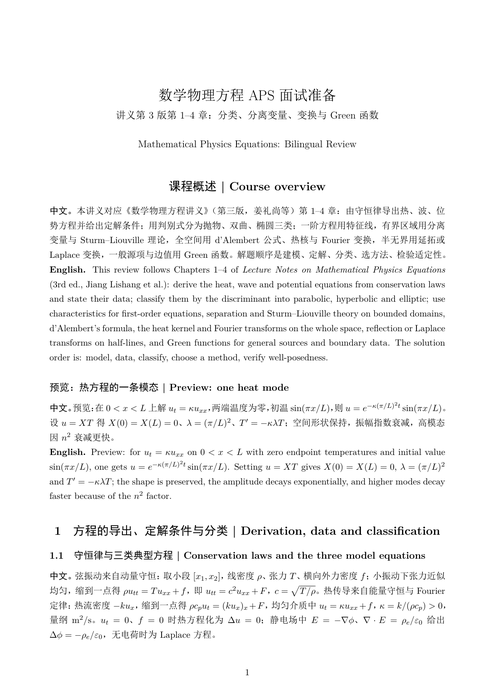 数学物理方程 APS 面试准备
讲义第 3 版第 1–4 章：分类、分离变量、变换与 Green 函数
Mathematical Physics Equations: Bilingual Review
课程概述 | Course overview
中文。本讲义对应《数学物理方程讲义》（第三版，姜礼尚等）第 1–4 章：由守恒律导出热、波、位
势方程并给出定解条件；用判别式分为抛物、双曲、椭圆三类；一阶方程用特征线，有界区域用分离
变量与 Sturm–Liouville 理论，全空间用 d'Alembert 公式、热核与 Fourier 变换，半无界用延拓或
Laplace 变换，一般源项与边值用 Green 函数。解题顺序是建模、定解、分类、选方法、检验适定性。
English. This review follows Chapters 1–4 of Lecture Notes on Mathematical Physics Equations
(3rd ed., Jiang Lishang et al.): derive the heat, wave and potential equations from conservation laws
and state their data; classify them by the discriminant into parabolic, hyperbolic and elliptic; use
characteristics for first-order equations, separation and Sturm–Liouville theory on bounded domains,
d'Alembert's formula, the heat kernel and Fourier transforms on the whole space, reflection or Laplace
transforms on half-lines, and Green functions for general sources and boundary data. The solution
order is: model, data, classify, choose a method, verify well-posedness.
预览：热方程的一条模态 | Preview: one heat mode
中文。预览：在 0 < x < L 上解 u_t = κu_{xx}，两端温度为零，初温 sin(πx/L)，则 u = e^{−κ(π/L)²t} sin(πx/L)。
设 u = XT 得 X(0) = X(L) = 0、λ = (π/L)²、T′ = −κλT；空间形状保持，振幅指数衰减，高模态
因 n² 衰减更快。
English. Preview: for u_t = κu_{xx} on 0 < x < L with zero endpoint temperatures and initial value
sin(πx/L), one gets u = e^{−κ(π/L)²t} sin(πx/L). Setting u = XT gives X(0) = X(L) = 0, λ = (π/L)²
and T′ = −κλT; the shape is preserved, the amplitude decays exponentially, and higher modes decay
faster because of the n² factor.
1 方程的导出、定解条件与分类 | Derivation, data and classification
1.1 守恒律与三类典型方程 | Conservation laws and the three model equations
中文。弦振动来自动量守恒：取小段 [x₁, x₂]，线密度 ρ、张力 T、横向外力密度 f；小振动下张力近似
均匀，缩到一点得 ρu_{tt} = Tu_{xx} + f，即 u_{tt} = c²u_{xx} + F，c = √(T/ρ)。热传导来自能量守恒与 Fourier
定律：热流密度 −ku_x，缩到一点得 ρc_p u_t = (ku_x)_x + F，均匀介质中 u_t = κu_{xx} + f，κ = k/(ρc_p) > 0，
量纲 m²/s。u_t = 0、f = 0 时热方程化为 Δu = 0；静电场中 E = −∇ϕ、∇ · E = ρ_e/ε₀ 给出
Δϕ = −ρ_e/ε₀，无电荷时为 Laplace 方程。
1